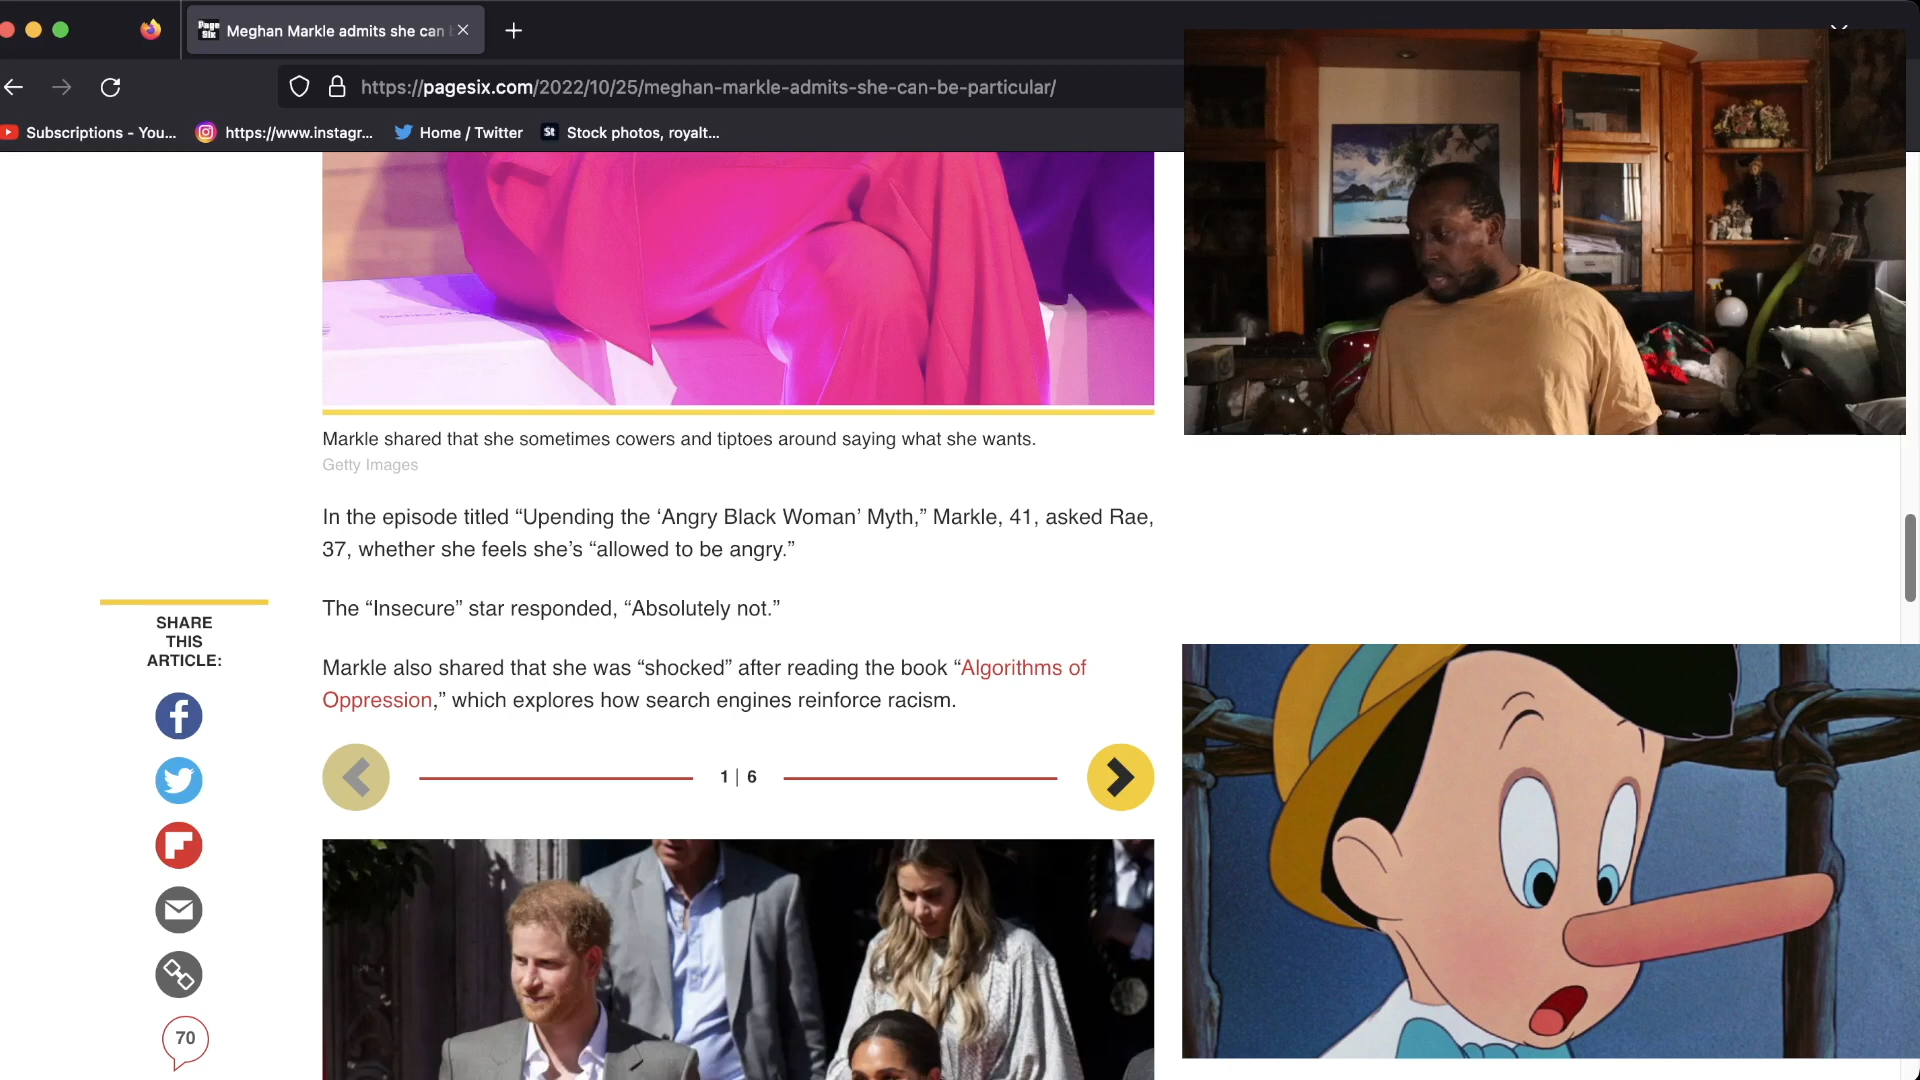 Page Six
Meghan Markle admits she can
https://pagesix.com/2022/10/25/meghan-markle-admits-she-can-be-particular/
Subscriptions - You...
https://www.instagr...
Home / Twitter
St
Stock photos, royalt...
Markle shared that she sometimes cowers and tiptoes around saying what she wants.
Getty Images
In the episode titled “Upending the ‘Angry Black Woman’ Myth,” Markle, 41, asked Rae,
37, whether she feels she’s “allowed to be angry.”
The “Insecure” star responded, “Absolutely not.”
Markle also shared that she was “shocked” after reading the book “Algorithms of
Oppression,” which explores how search engines reinforce racism.
1 | 6
SHARE
THIS
ARTICLE:
70